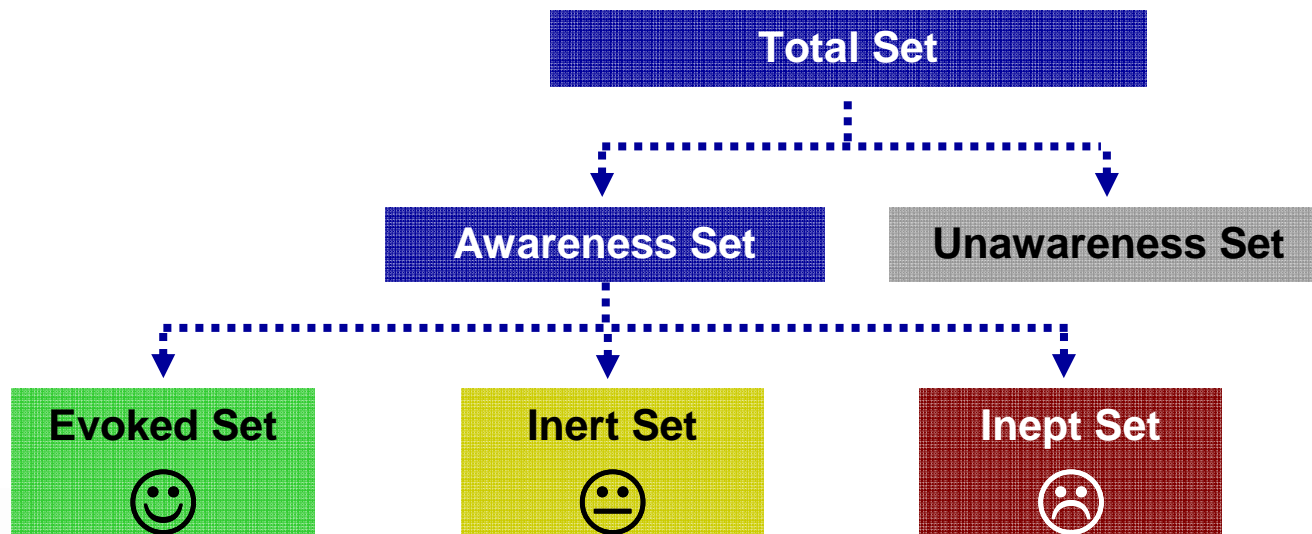 Total Set
Awareness Set
Unawareness Set
Evoked Set
Inert Set
Inept Set